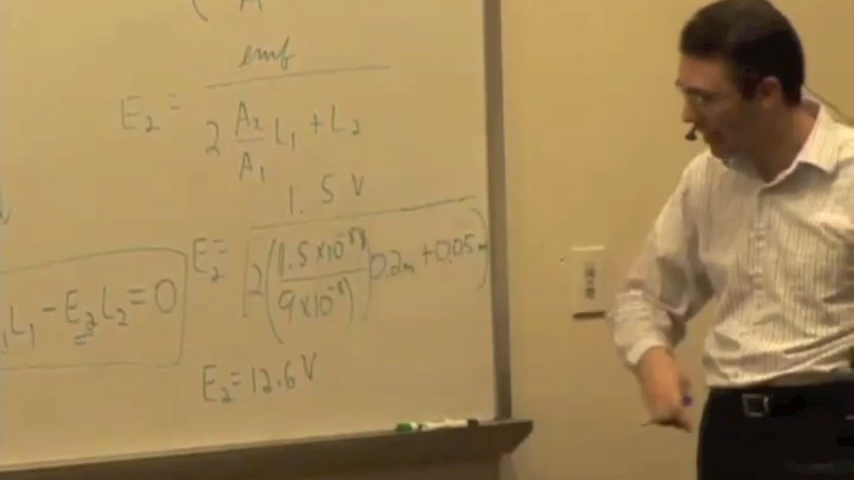 A
emf
E₂ =
2 A₂/A₁ L₁ + L₂
1.5 V
E₂ = [2(1.5×10⁻⁸/9×10⁻⁸)0.2m + 0.05m]
L₁ - E₂L₂ = 0
E₂ = 12.6 V